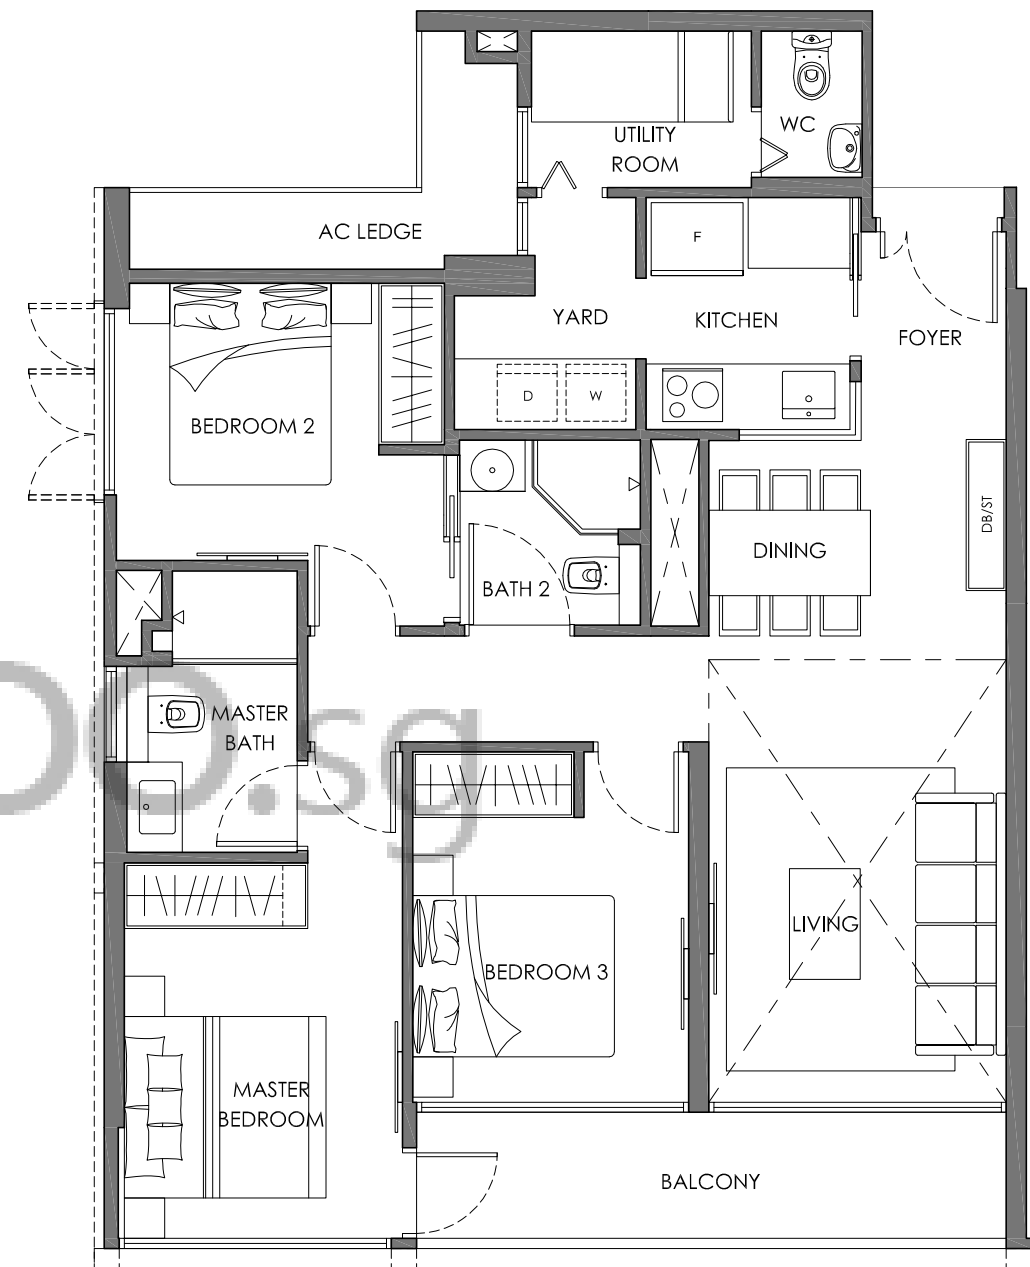 WC
UTILITY
ROOM
AC LEDGE
F
YARD
KITCHEN
FOYER
D
W
BEDROOM 2
DB/ST
DINING
BATH 2
MASTER
BATH
LIVING
BEDROOM 3
MASTER
BEDROOM
BALCONY